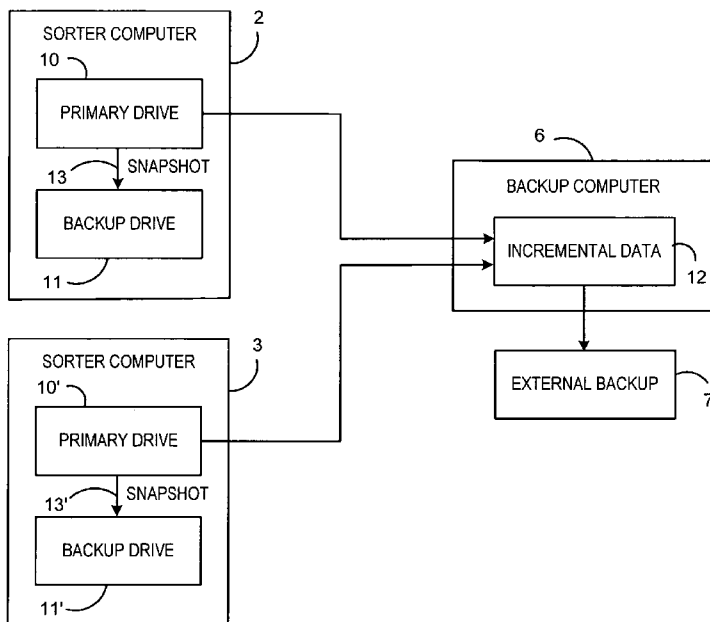 SORTER COMPUTER
2
10
PRIMARY DRIVE
13
SNAPSHOT
BACKUP DRIVE
11
6
BACKUP COMPUTER
INCREMENTAL DATA
12
EXTERNAL BACKUP
7
SORTER COMPUTER
3
10'
PRIMARY DRIVE
13'
SNAPSHOT
BACKUP DRIVE
11'